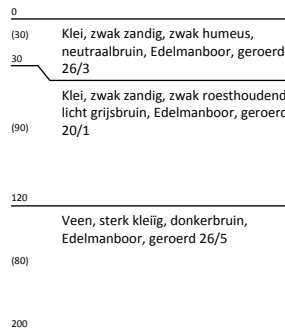 0
(30)
Klei, zwak zandig, zwak humeus,
neutraalbruin, Edelmanboor, geroerd
26/3
30
Klei, zwak zandig, zwak roesthoudend
licht grijsbruin, Edelmanboor, geroerd
20/1
(90)
120
Veen, sterk kleiïg, donkerbruin,
Edelmanboor, geroerd 26/5
(80)
200